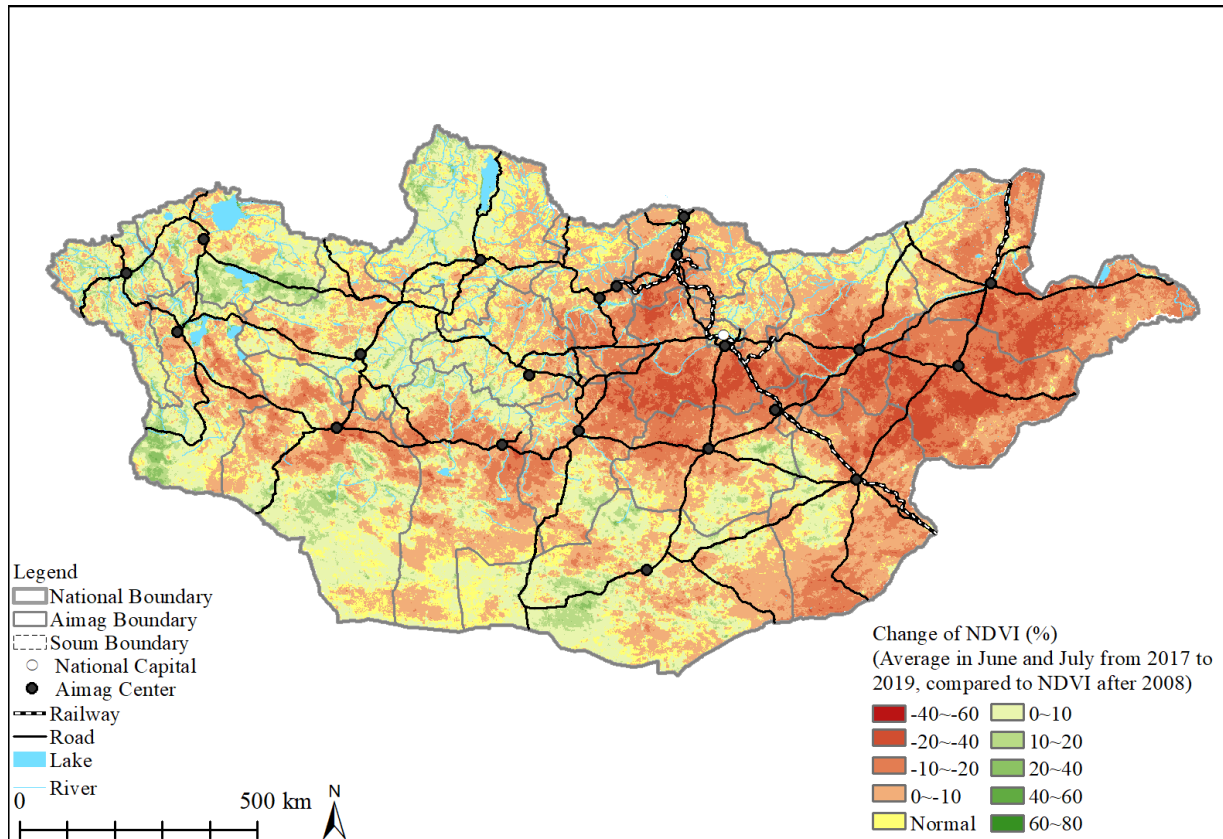 Legend
National Boundary
Aimag Boundary
Soum Boundary
National Capital
Aimag Center
Railway
Road
Lake
River
0 500 km
N
Change of NDVI (%)
(Average in June and July from 2017 to
2019, compared to NDVI after 2008)
-40~-60 0~10
-20~-40 10~20
-10~-20 20~40
0~-10 40~60
Normal 60~80